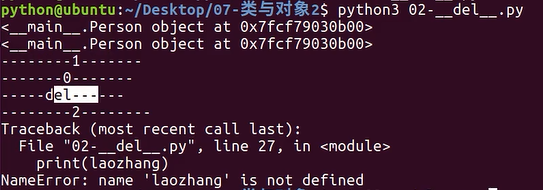 python@ubuntu:~/Desktop/07-类与对象2$ python3 02-__del__.py
<__main__.Person object at 0x7fcf79030b00>
<__main__.Person object at 0x7fcf79030b00>
--------1-------
-------0-------
-----del------
--------2--------
Traceback (most recent call last):
  File "02-__del__.py", line 27, in <module>
    print(laozhang)
NameError: name 'laozhang' is not defined